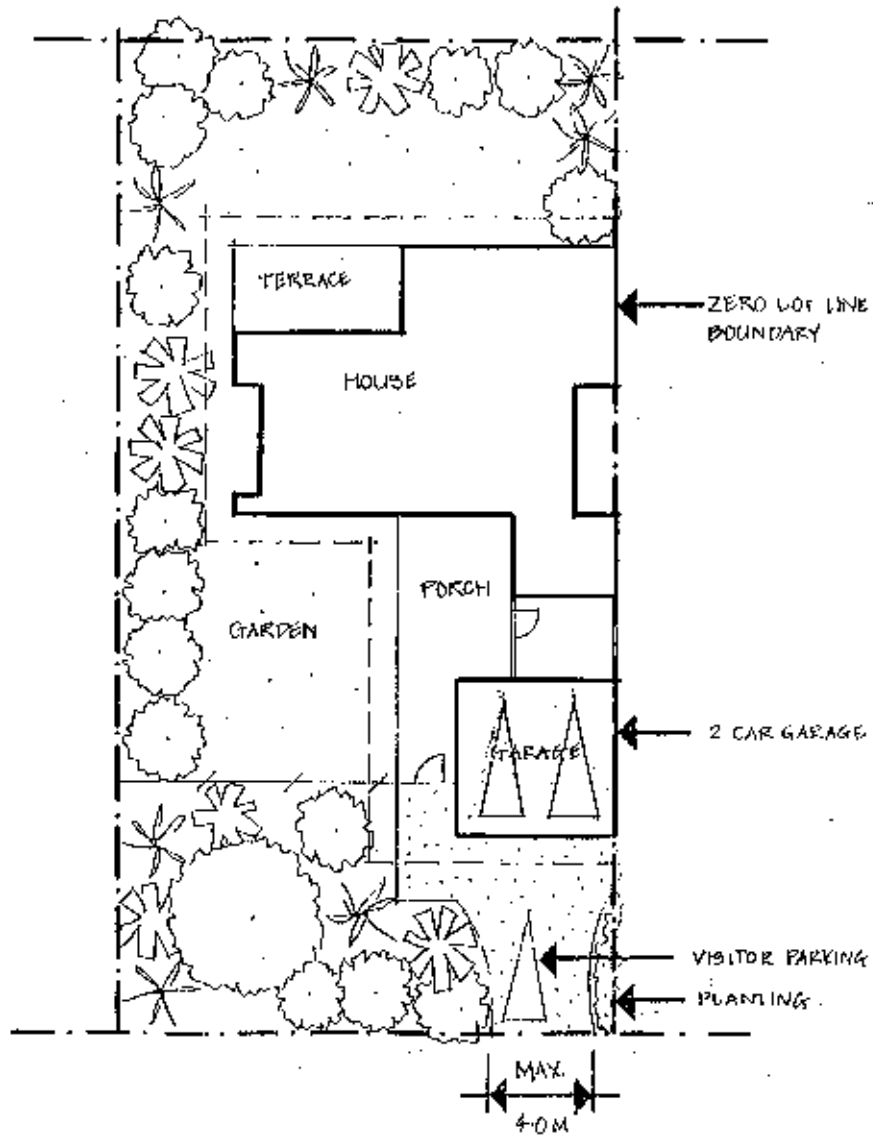 TERRACE
ZERO LOT LINE
BOUNDARY
HOUSE
PORCH
GARDEN
2 CAR GARAGE
GARAGE
VISITOR PARKING
PLANTING
MAX.
4.0M